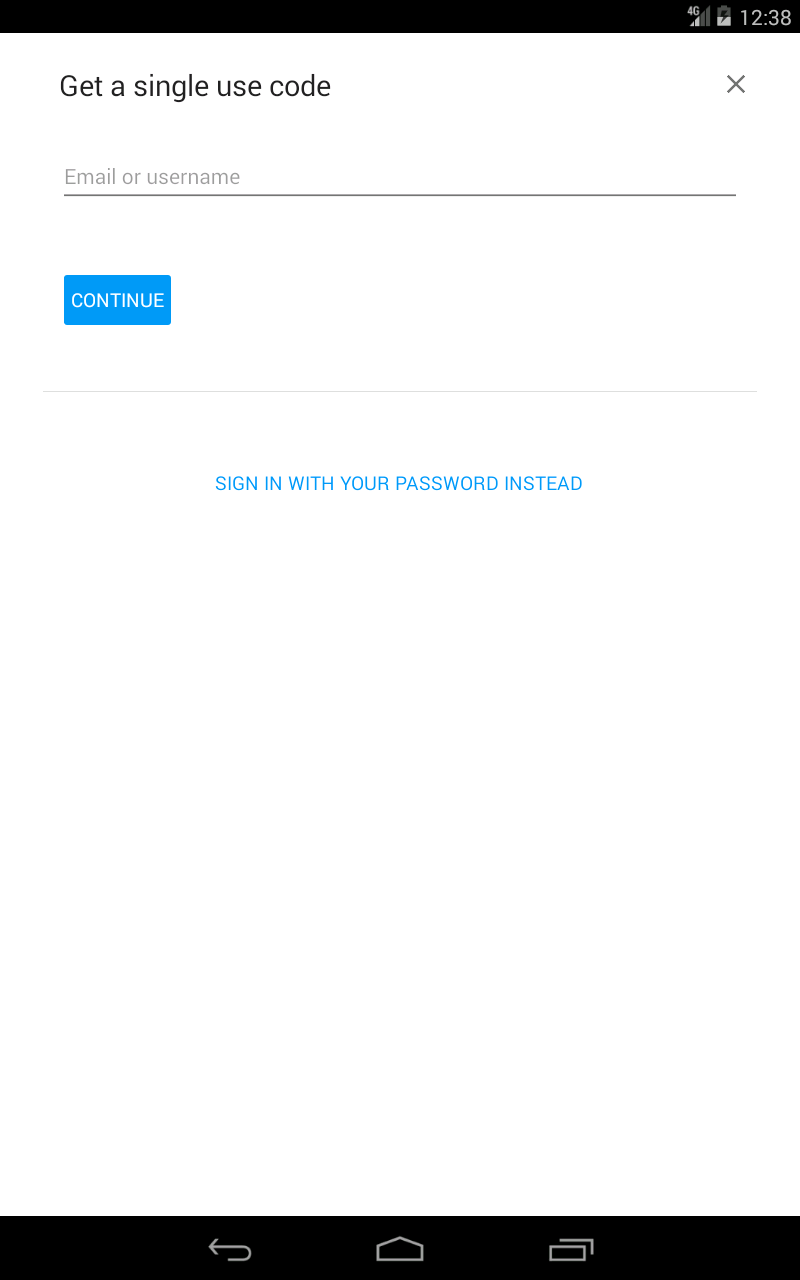 4G 12:38
Get a single use code
Email or username
CONTINUE
SIGN IN WITH YOUR PASSWORD INSTEAD